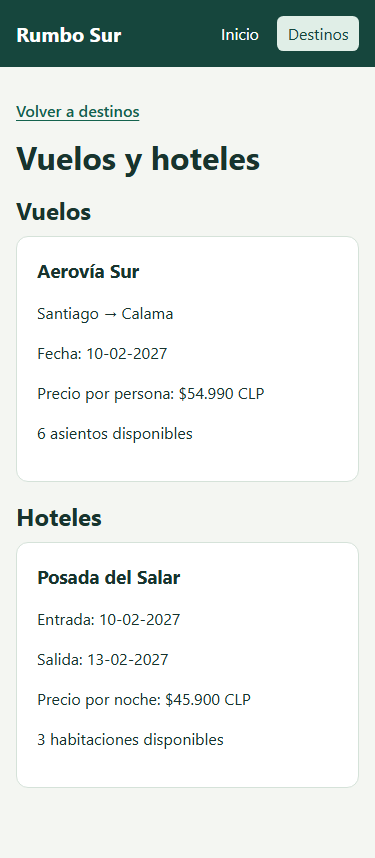 Rumbo Sur
Inicio
Destinos
Volver a destinos
Vuelos y hoteles
Vuelos
Aerovía Sur
Santiago → Calama
Fecha: 10-02-2027
Precio por persona: $54.990 CLP
6 asientos disponibles
Hoteles
Posada del Salar
Entrada: 10-02-2027
Salida: 13-02-2027
Precio por noche: $45.900 CLP
3 habitaciones disponibles